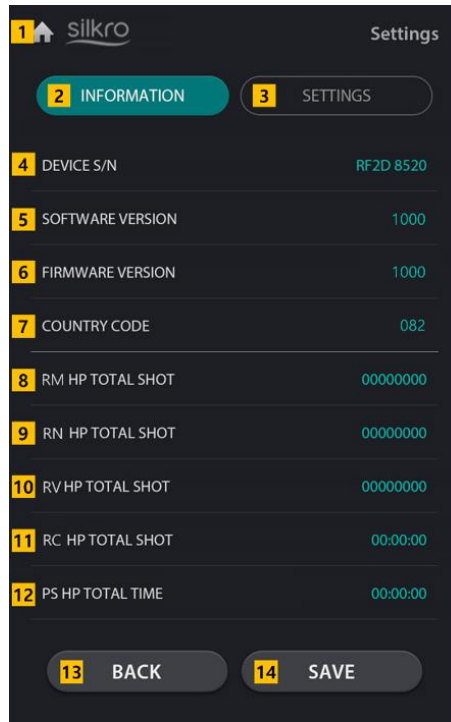 1 silkro Settings
2 INFORMATION 3 SETTINGS
4 DEVICE S/N RF2D 8520
5 SOFTWARE VERSION 1000
6 FIRMWARE VERSION 1000
7 COUNTRY CODE 082
8 RM HP TOTAL SHOT 00000000
9 RN HP TOTAL SHOT 00000000
10 RV HP TOTAL SHOT 00000000
11 RC HP TOTAL SHOT 00:00:00
12 PS HP TOTAL TIME 00:00:00
13 BACK 14 SAVE